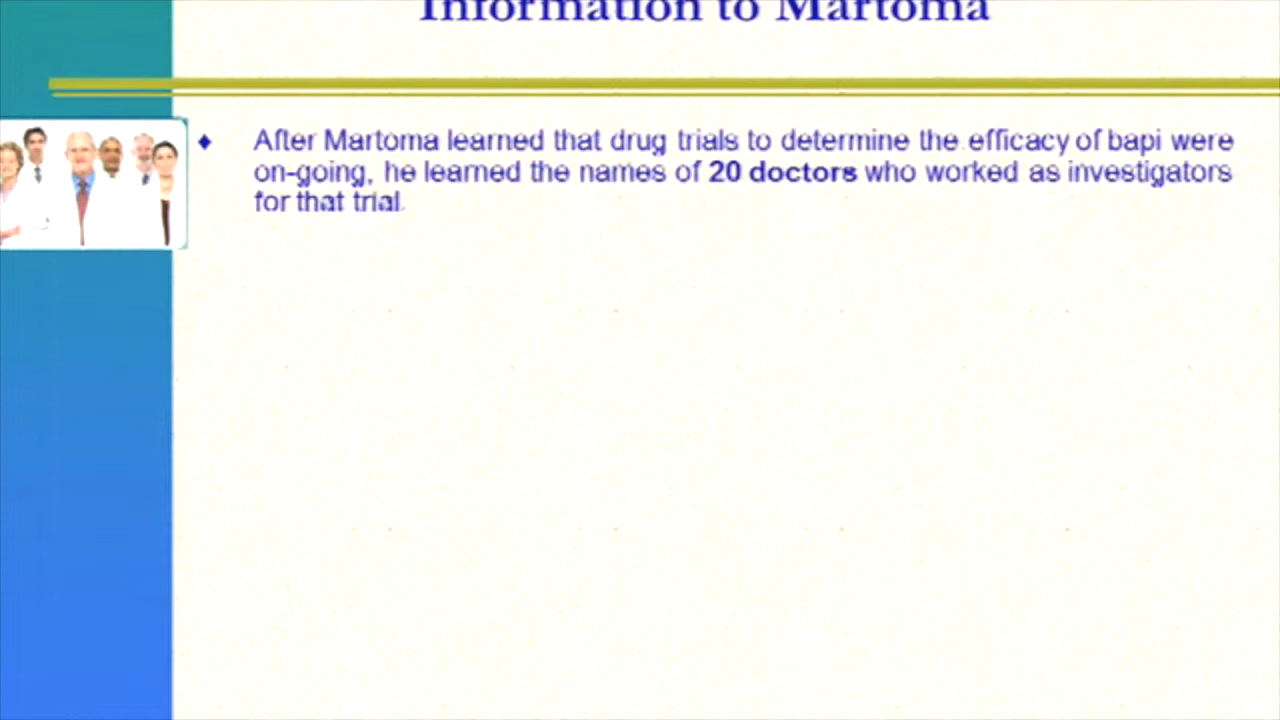 Information to Martoma
After Martoma learned that drug trials to determine the efficacy of bapi were
on-going, he learned the names of 20 doctors who worked as investigators
for that trial.